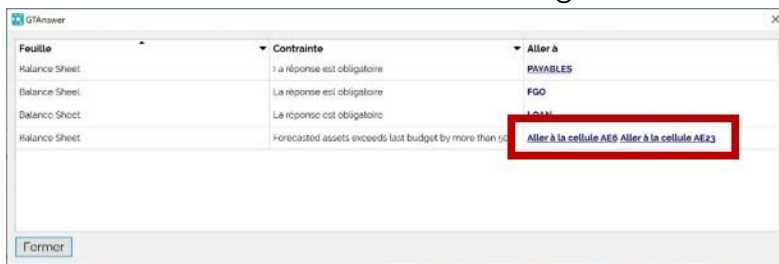 GTAnswer
Feuille Contrainte Aller à
Balance Sheet La réponse est obligatoire PAYABLES
Balance Sheet La réponse est obligatoire FGO
Balance Sheet La réponse est obligatoire LOAN
Balance Sheet Forecasted assets exceeds last budget by more than 50 Aller à la cellule AE6 Aller à la cellule AE23
Fermer